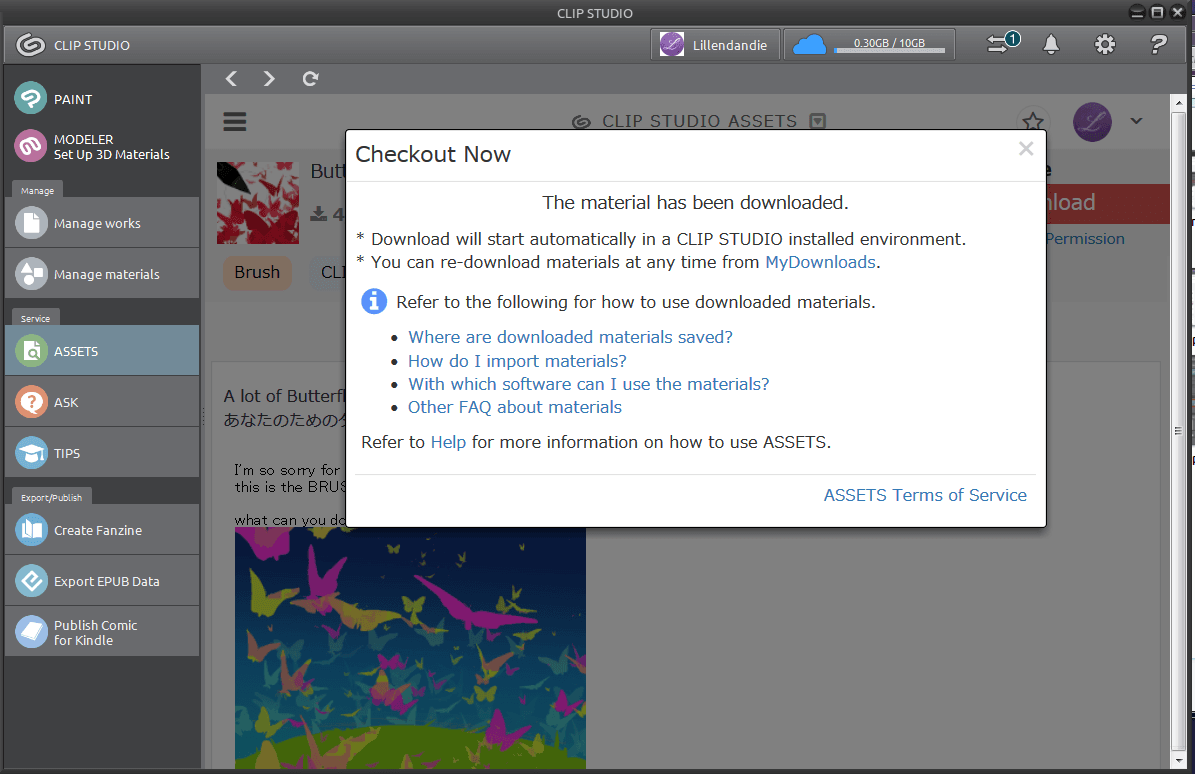 CLIP STUDIO
CLIP STUDIO
Lillendandie
0.30GB / 10GB
1
PAINT
MODELER
Set Up 3D Materials
Manage
Manage works
Manage materials
Service
ASSETS
ASK
TIPS
Export/Publish
Create Fanzine
Export EPUB Data
Publish Comic
for Kindle
CLIP STUDIO ASSETS
Checkout Now
The material has been downloaded.
* Download will start automatically in a CLIP STUDIO installed environment.
* You can re-download materials at any time from MyDownloads.
Refer to the following for how to use downloaded materials.
• Where are downloaded materials saved?
• How do I import materials?
• With which software can I use the materials?
• Other FAQ about materials
Refer to Help for more information on how to use ASSETS.
ASSETS Terms of Service
Butt
4
Brush
CLI
nload
Permission
A lot of Butterfl
あなたのための
I'm so sorry for
this is the BRUS
what can you do